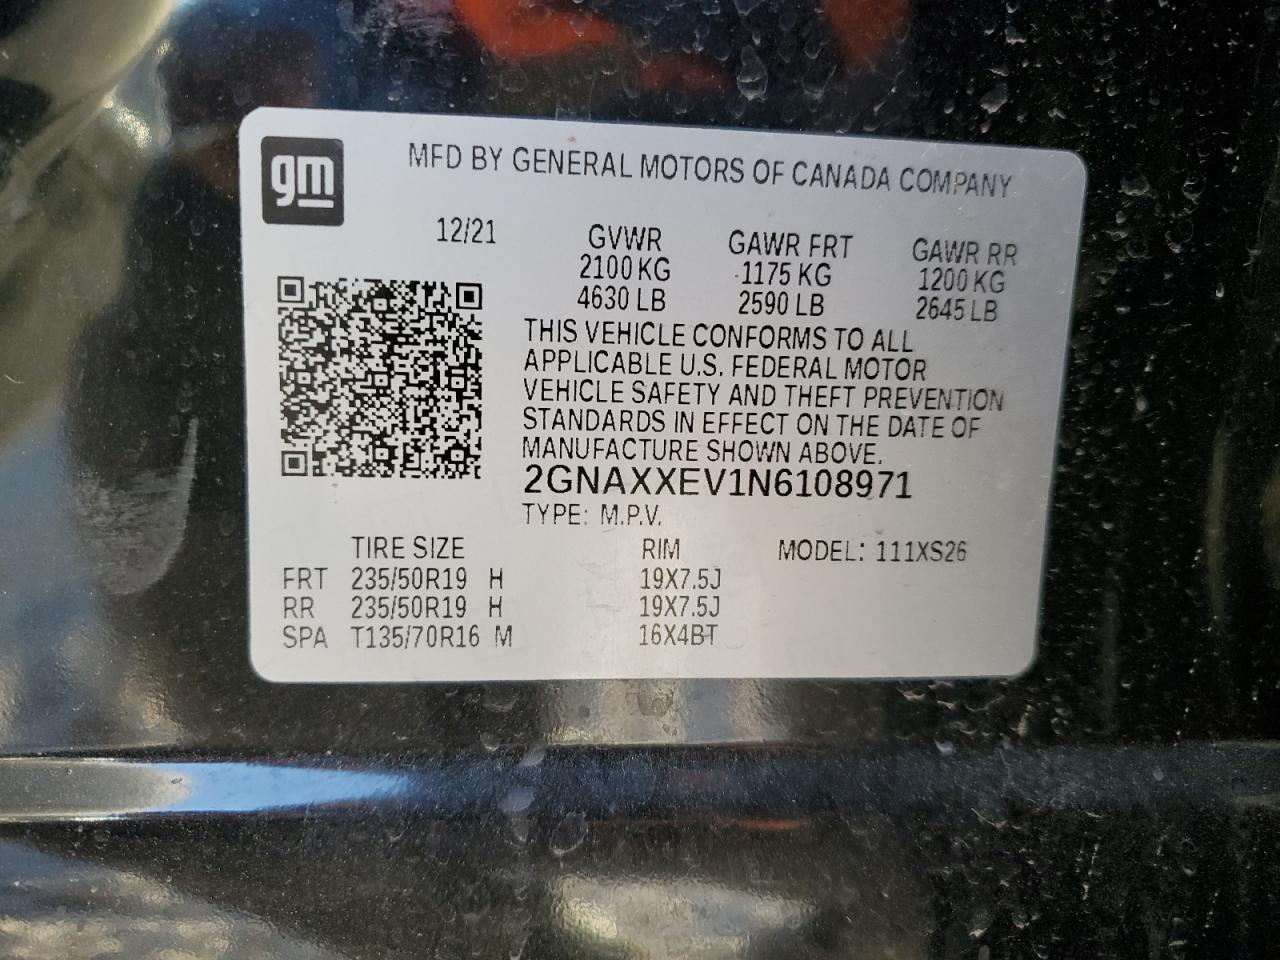 gm
MFD BY GENERAL MOTORS OF CANADA COMPANY
12/21 GVWR GAWR FRT GAWR RR
2100 KG 1175 KG 1200 KG
4630 LB 2590 LB 2645 LB
THIS VEHICLE CONFORMS TO ALL
APPLICABLE U.S. FEDERAL MOTOR
VEHICLE SAFETY AND THEFT PREVENTION
STANDARDS IN EFFECT ON THE DATE OF
MANUFACTURE SHOWN ABOVE.
2GNAXXEV1N6108971
TYPE: M.P.V.
TIRE SIZE RIM MODEL: 111XS26
FRT 235/50R19 H 19X7.5J
RR 235/50R19 H 19X7.5J
SPA T135/70R16 M 16X4BT